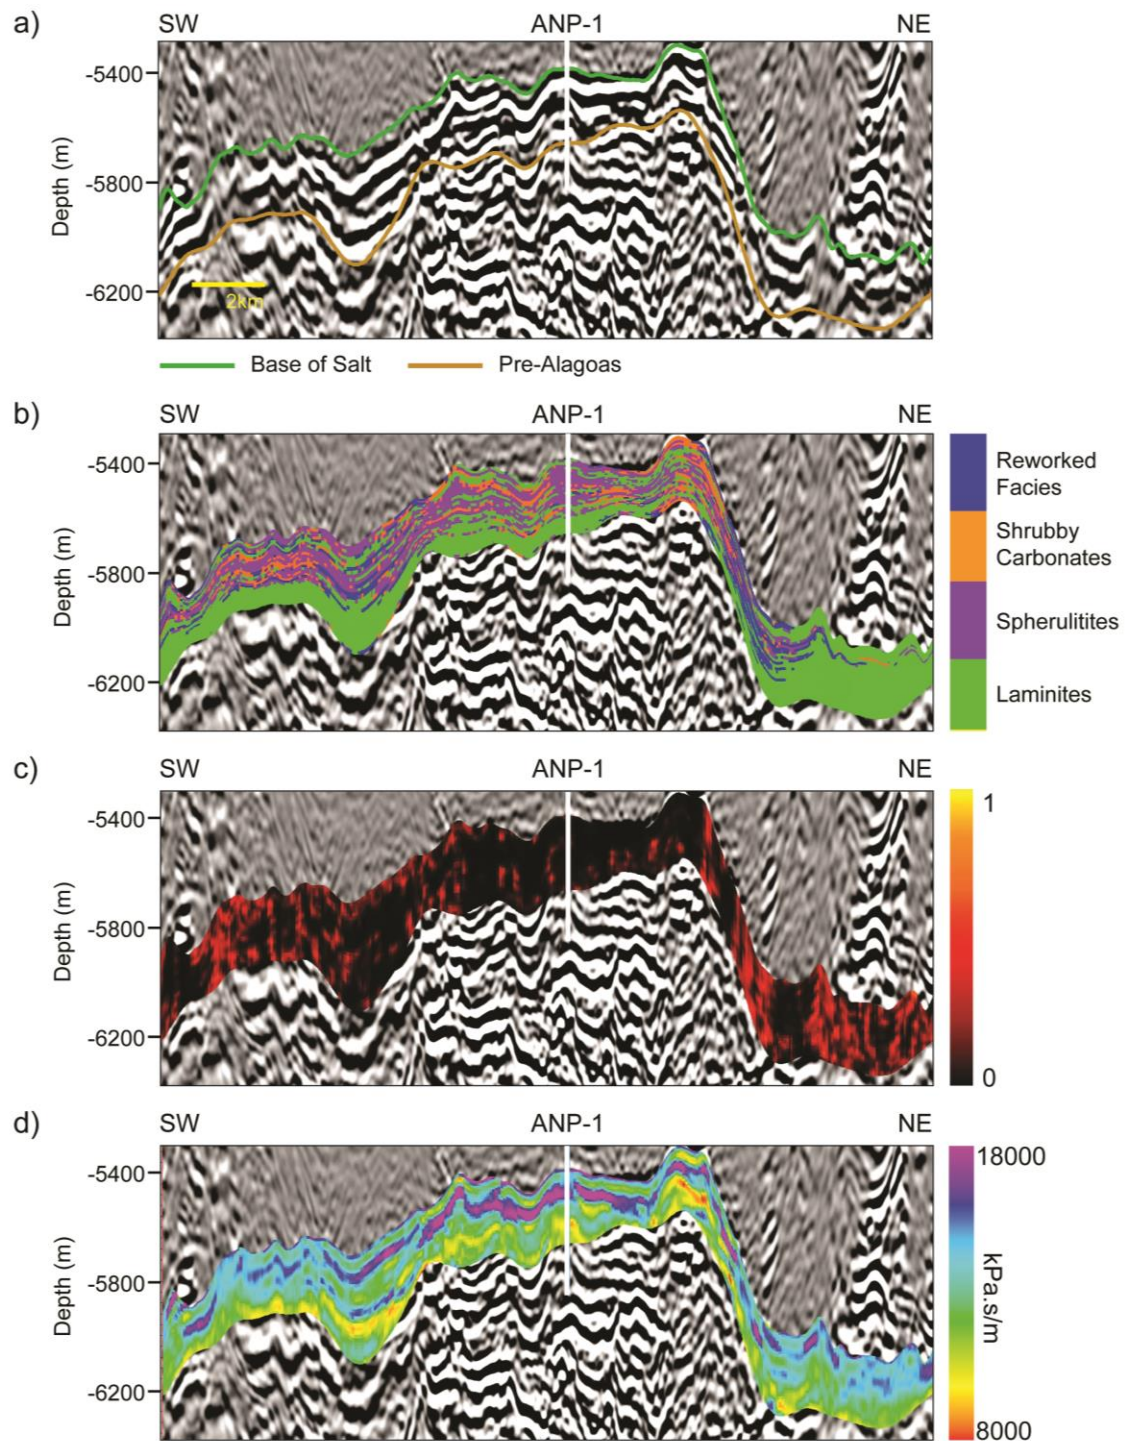 a)
SW ANP-1 NE
Depth (m)
-5400
-5800
-6200
2km
Base of Salt Pre-Alagoas
b)
SW ANP-1 NE
Depth (m)
-5400
-5800
-6200
Reworked
Facies
Shrubby
Carbonates
Spherulitites
Laminites
c)
SW ANP-1 NE
Depth (m)
-5400
-5800
-6200
1
0
d)
SW ANP-1 NE
Depth (m)
-5400
-5800
-6200
18000
kPa.s/m
8000